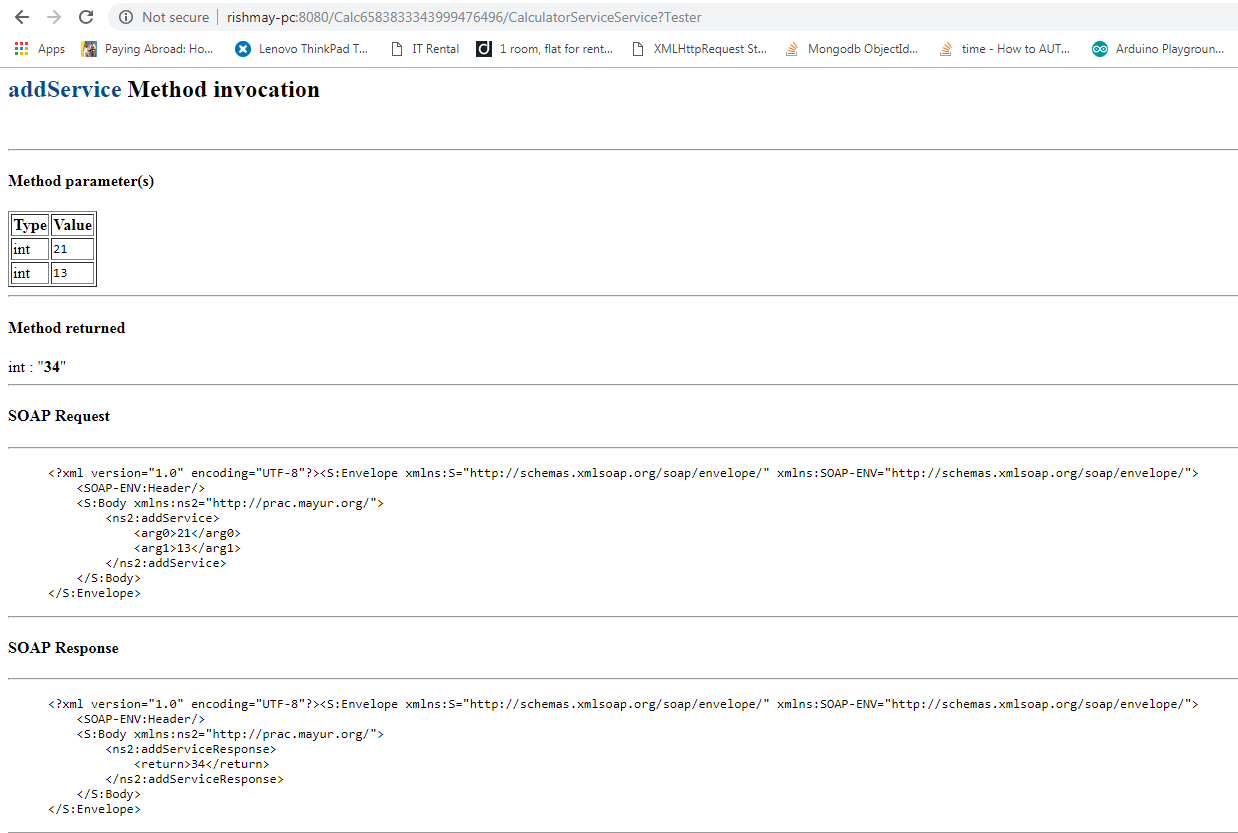 Not secure | rishmay-pc:8080/Calc6583833343999476496/CalculatorServiceService?Tester
Apps Paying Abroad: Ho... Lenovo ThinkPad T... IT Rental d 1 room, flat for rent... XMLHttpRequest St... Mongodb ObjectId... time - How to AUT... Arduino Playgroun...
addService Method invocation
Method parameter(s)
Type Value
int 21
int 13
Method returned
int : "34"
SOAP Request
<?xml version="1.0" encoding="UTF-8"?><S:Envelope xmlns:S="http://schemas.xmlsoap.org/soap/envelope/" xmlns:SOAP-ENV="http://schemas.xmlsoap.org/soap/envelope/">
<SOAP-ENV:Header/>
<S:Body xmlns:ns2="http://prac.mayur.org/">
<ns2:addService>
<arg0>21</arg0>
<arg1>13</arg1>
</ns2:addService>
</S:Body>
</S:Envelope>
SOAP Response
<?xml version="1.0" encoding="UTF-8"?><S:Envelope xmlns:S="http://schemas.xmlsoap.org/soap/envelope/" xmlns:SOAP-ENV="http://schemas.xmlsoap.org/soap/envelope/">
<SOAP-ENV:Header/>
<S:Body xmlns:ns2="http://prac.mayur.org/">
<ns2:addServiceResponse>
<return>34</return>
</ns2:addServiceResponse>
</S:Body>
</S:Envelope>